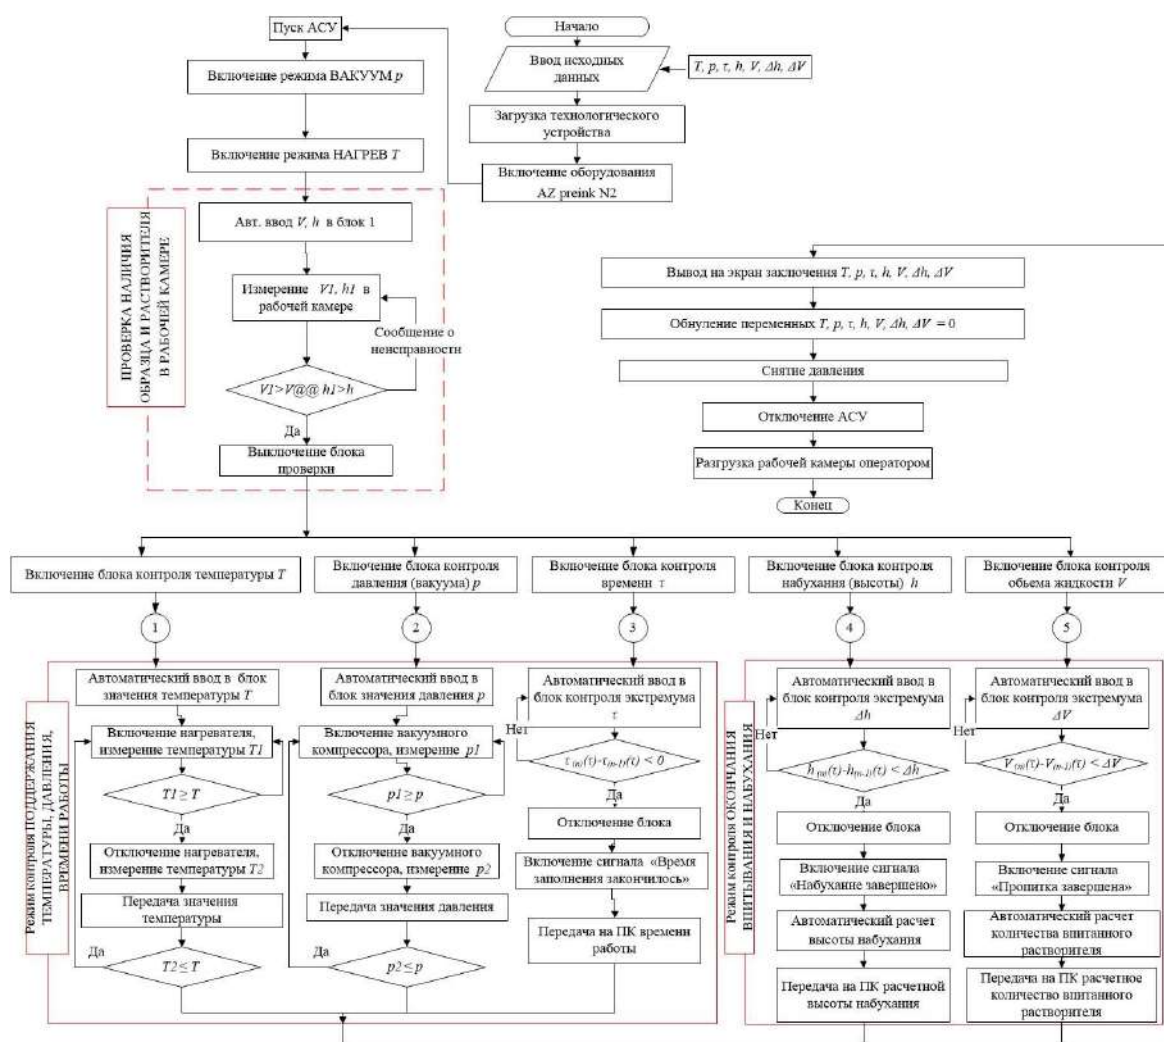 Начало
Ввод исходных
данных
T, p, τ, h, V, Δh, ΔV
Загрузка технологического
устройства
Включение оборудования
AZ preink N2
Пуск АСУ
Включение режима ВАКУУМ p
Включение режима НАГРЕВ T
ПРОВЕРКА НАЛИЧИЯ
ОБРАЗЦА И РАСТВОРИТЕЛЯ
В РАБОЧЕЙ КАМЕРЕ
Авт. ввод V, h в блок 1
Измерение V1, h1 в
рабочей камере
Сообщение о
неисправности
V1>V@@ h1>h
Да
Выключение блока
проверки
Вывод на экран заключения T, p, τ, h, V, Δh, ΔV
Обнуление переменных T, p, τ, h, V, Δh, ΔV = 0
Снятие давления
Отключение АСУ
Разгрузка рабочей камеры оператором
Конец
Включение блока контроля температуры T
Включение блока контроля
давления (вакуума) p
Включение блока контроля
времени τ
Включение блока контроля
набухания (высоты) h
Включение блока контроля
объема жидкости V
1
2
3
4
5
Режим контроля ПОДДЕРЖАНИЯ
ТЕМПЕРАТУРЫ, ДАВЛЕНИЯ,
ВРЕМЕНИ РАБОТЫ
Автоматический ввод в блок
значения температуры T
Включение нагревателя,
измерение температуры T1
T1 ≥ T
Да
Отключение нагревателя,
измерение температуры T2
Передача значения
температуры
Да
T2 ≤ T
Автоматический ввод в
блок значения давления p
Включение вакуумного
компрессора, измерение p1
p1 ≥ p
Да
Отключение вакуумного
компрессора, измерение p2
Передача значения давления
Да
p2 ≤ p
Автоматический ввод в
блок контроля экстремума
τ
Нет
τ(n)(τ)-τ(n-1)(τ) < 0
Да
Отключение блока
Включение сигнала «Время
заполнения закончилось»
Передача на ПК времени
работы
Режим контроля ОКОНЧАНИЯ
ВПИТЫВАНИЯ И НАБУХАНИЯ
Автоматический ввод в
блок контроля экстремума
Δh
Нет
h(n)(τ)-h(n-1)(τ) < Δh
Да
Отключение блока
Включение сигнала
«Набухание завершено»
Автоматический расчет
высоты набухания
Передача на ПК расчетной
высоты набухания
Автоматический ввод в
блок контроля экстремума
ΔV
Нет
V(n)(τ)-V(n-1)(τ) < ΔV
Да
Отключение блока
Включение сигнала
«Пропитка завершена»
Автоматический расчет
количества впитанного
растворителя
Передача на ПК расчетное
количество впитанного
растворителя